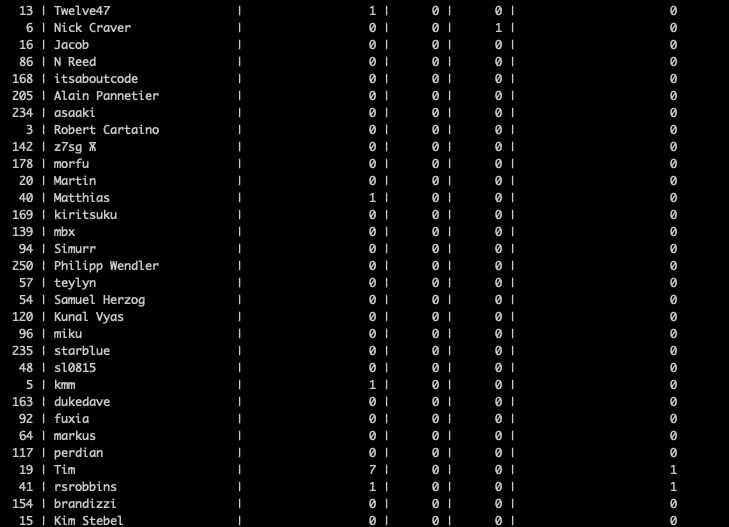 13 | Twelve47 | 1 | 0 | 0 | 0
6 | Nick Craver | 0 | 0 | 1 | 0
16 | Jacob | 0 | 0 | 0 | 0
86 | N Reed | 0 | 0 | 0 | 0
168 | itsaboutcode | 0 | 0 | 0 | 0
205 | Alain Pannetier | 0 | 0 | 0 | 0
234 | asaaki | 0 | 0 | 0 | 0
3 | Robert Cartaino | 0 | 0 | 0 | 0
142 | z7sg Ѫ | 0 | 0 | 0 | 0
178 | morfu | 0 | 0 | 0 | 0
20 | Martin | 0 | 0 | 0 | 0
40 | Matthias | 1 | 0 | 0 | 0
169 | kiritsuku | 0 | 0 | 0 | 0
139 | mbx | 0 | 0 | 0 | 0
94 | Simurr | 0 | 0 | 0 | 0
250 | Philipp Wendler | 0 | 0 | 0 | 0
57 | teylyn | 0 | 0 | 0 | 0
54 | Samuel Herzog | 0 | 0 | 0 | 0
120 | Kunal Vyas | 0 | 0 | 0 | 0
96 | miku | 0 | 0 | 0 | 0
235 | starblue | 0 | 0 | 0 | 0
48 | sl0815 | 0 | 0 | 0 | 0
5 | kmm | 1 | 0 | 0 | 0
163 | dukedave | 0 | 0 | 0 | 0
92 | fuxia | 0 | 0 | 0 | 0
64 | markus | 0 | 0 | 0 | 0
117 | perdian | 0 | 0 | 0 | 0
19 | Tim | 7 | 0 | 0 | 1
41 | rsrobbins | 1 | 0 | 0 | 1
154 | brandizzi | 0 | 0 | 0 | 0
15 | Kim Stebel | 0 | 0 | 0 | 0